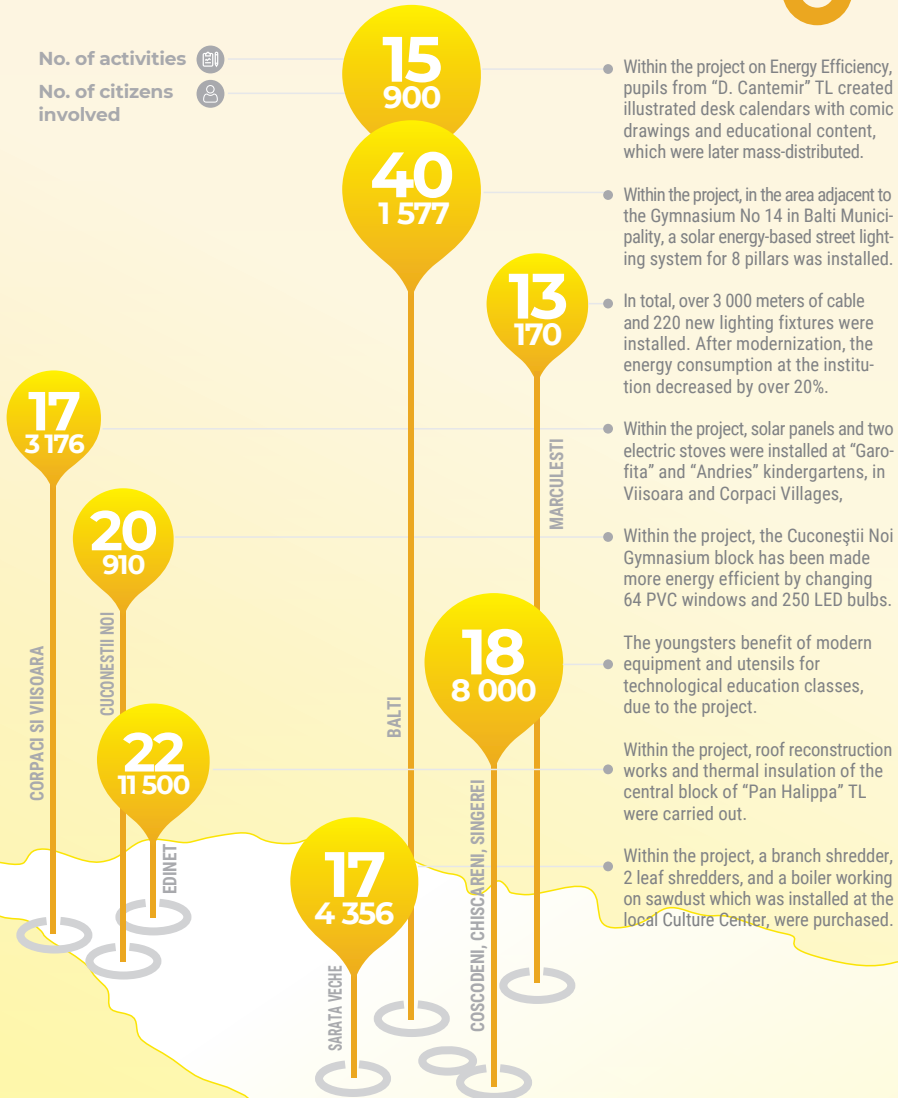 No. of activities
No. of citizens
involved
15
900
40
1 577
13
170
17
3 176
20
910
18
8 000
22
11 500
17
4 356
CORPACI SI VIISOARA
CUCONESTII NOI
EDINET
SARATA VECHE
BALTI
COSCODENI, CHISCARENI, SINGEREI
MARCULESTI
Within the project on Energy Efficiency,
pupils from “D. Cantemir” TL created
illustrated desk calendars with comic
drawings and educational content,
which were later mass-distributed.
Within the project, in the area adjacent to
the Gymnasium No 14 in Balti Munici-
pality, a solar energy-based street light-
ing system for 8 pillars was installed.
In total, over 3 000 meters of cable
and 220 new lighting fixtures were
installed. After modernization, the
energy consumption at the institu-
tion decreased by over 20%.
Within the project, solar panels and two
electric stoves were installed at “Garo-
fita” and “Andries” kindergartens, in
Viisoara and Corpaci Villages,
Within the project, the Cuconeştii Noi
Gymnasium block has been made
more energy efficient by changing
64 PVC windows and 250 LED bulbs.
The youngsters benefit of modern
equipment and utensils for
technological education classes,
due to the project.
Within the project, roof reconstruction
works and thermal insulation of the
central block of “Pan Halippa” TL
were carried out.
Within the project, a branch shredder,
2 leaf shredders, and a boiler working
on sawdust which was installed at the
local Culture Center, were purchased.